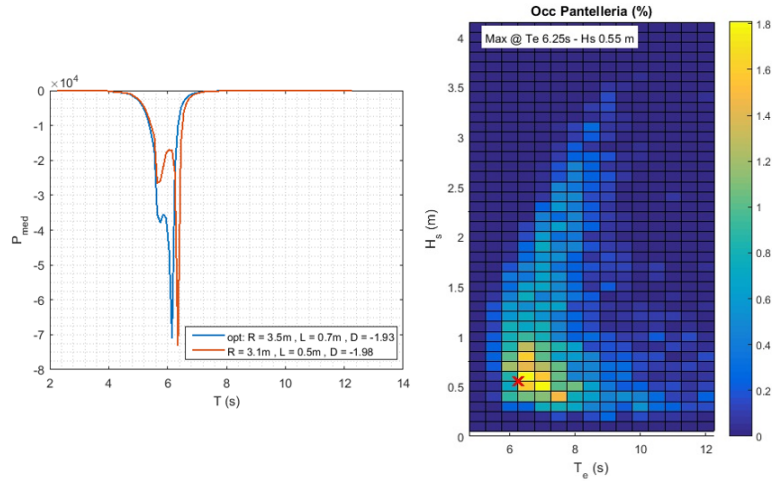 ×10^4
0
-1
-2
-3
-4
-5
-6
-7
-8
P_med
opt: R = 3.5m , L = 0.7m , D = -1.93
R = 3.1m , L = 0.5m , D = -1.98
2 4 6 8 10 12 14
T (s)
Occ Pantelleria (%)
Max @ Te 6.25s - Hs 0.55 m
4
3.5
3
2.5
2
1.5
1
0.5
0
H_s (m)
6 8 10 12
T_e (s)
1.8
1.6
1.4
1.2
1
0.8
0.6
0.4
0.2
0